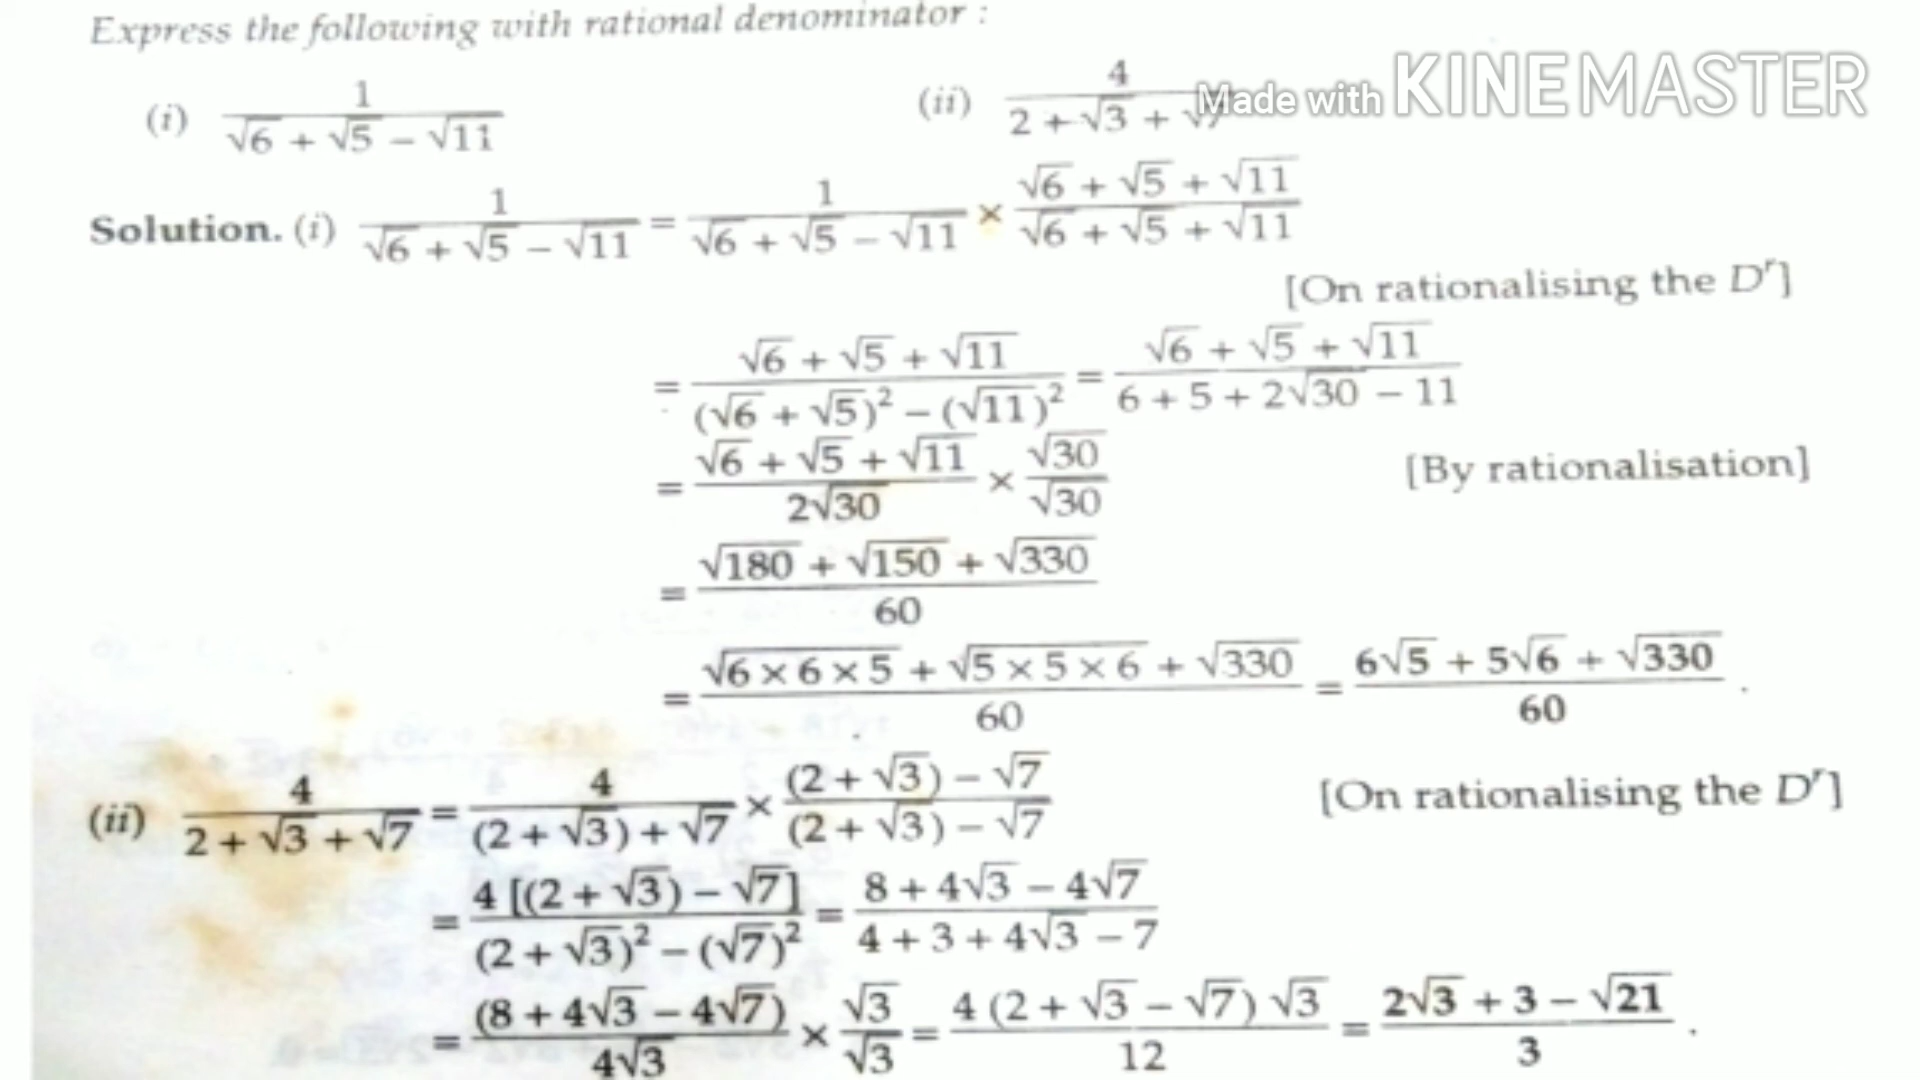 Express the following with rational denominator :
(i) 1 / (√6 + √5 − √11) (ii) 4 / (2 + √3 + √7)
Made with KINEMASTER
Solution. (i) 1 / (√6 + √5 − √11) = 1 / (√6 + √5 − √11) × (√6 + √5 + √11) / (√6 + √5 + √11)
[On rationalising the Dʳ]
= (√6 + √5 + √11) / ((√6 + √5)² − (√11)²) = (√6 + √5 + √11) / (6 + 5 + 2√30 − 11)
= (√6 + √5 + √11) / (2√30) × √30 / √30 [By rationalisation]
= (√180 + √150 + √330) / 60
= (√6 × 6 × 5 + √5 × 5 × 6 + √330) / 60 = (6√5 + 5√6 + √330) / 60 .
(ii) 4 / (2 + √3 + √7) = 4 / ((2 + √3) + √7) × ((2 + √3) − √7) / ((2 + √3) − √7) [On rationalising the Dʳ]
= 4 [(2 + √3) − √7] / ((2 + √3)² − (√7)²) = (8 + 4√3 − 4√7) / (4 + 3 + 4√3 − 7)
= (8 + 4√3 − 4√7) / (4√3) × √3 / √3 = 4 (2 + √3 − √7) √3 / 12 = (2√3 + 3 − √21) / 3 .